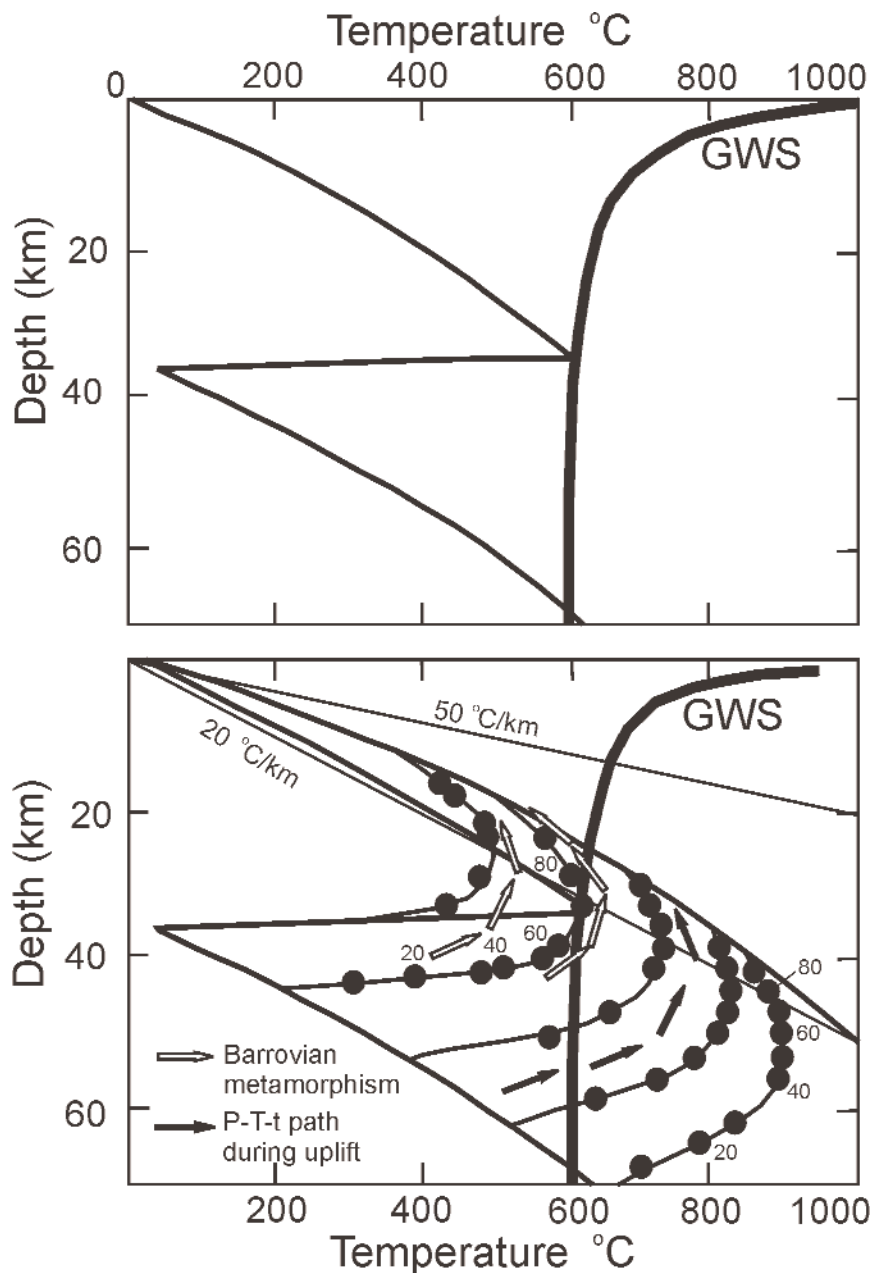 Temperature °C
0 200 400 600 800 1000
GWS
20
40
60
Depth (km)
50 °C/km
20 °C/km
GWS
20
40
60
Depth (km)
80
60
20
40
80
60
40
20
Barrovian
metamorphism
P-T-t path
during uplift
200 400 600 800 1000
Temperature °C